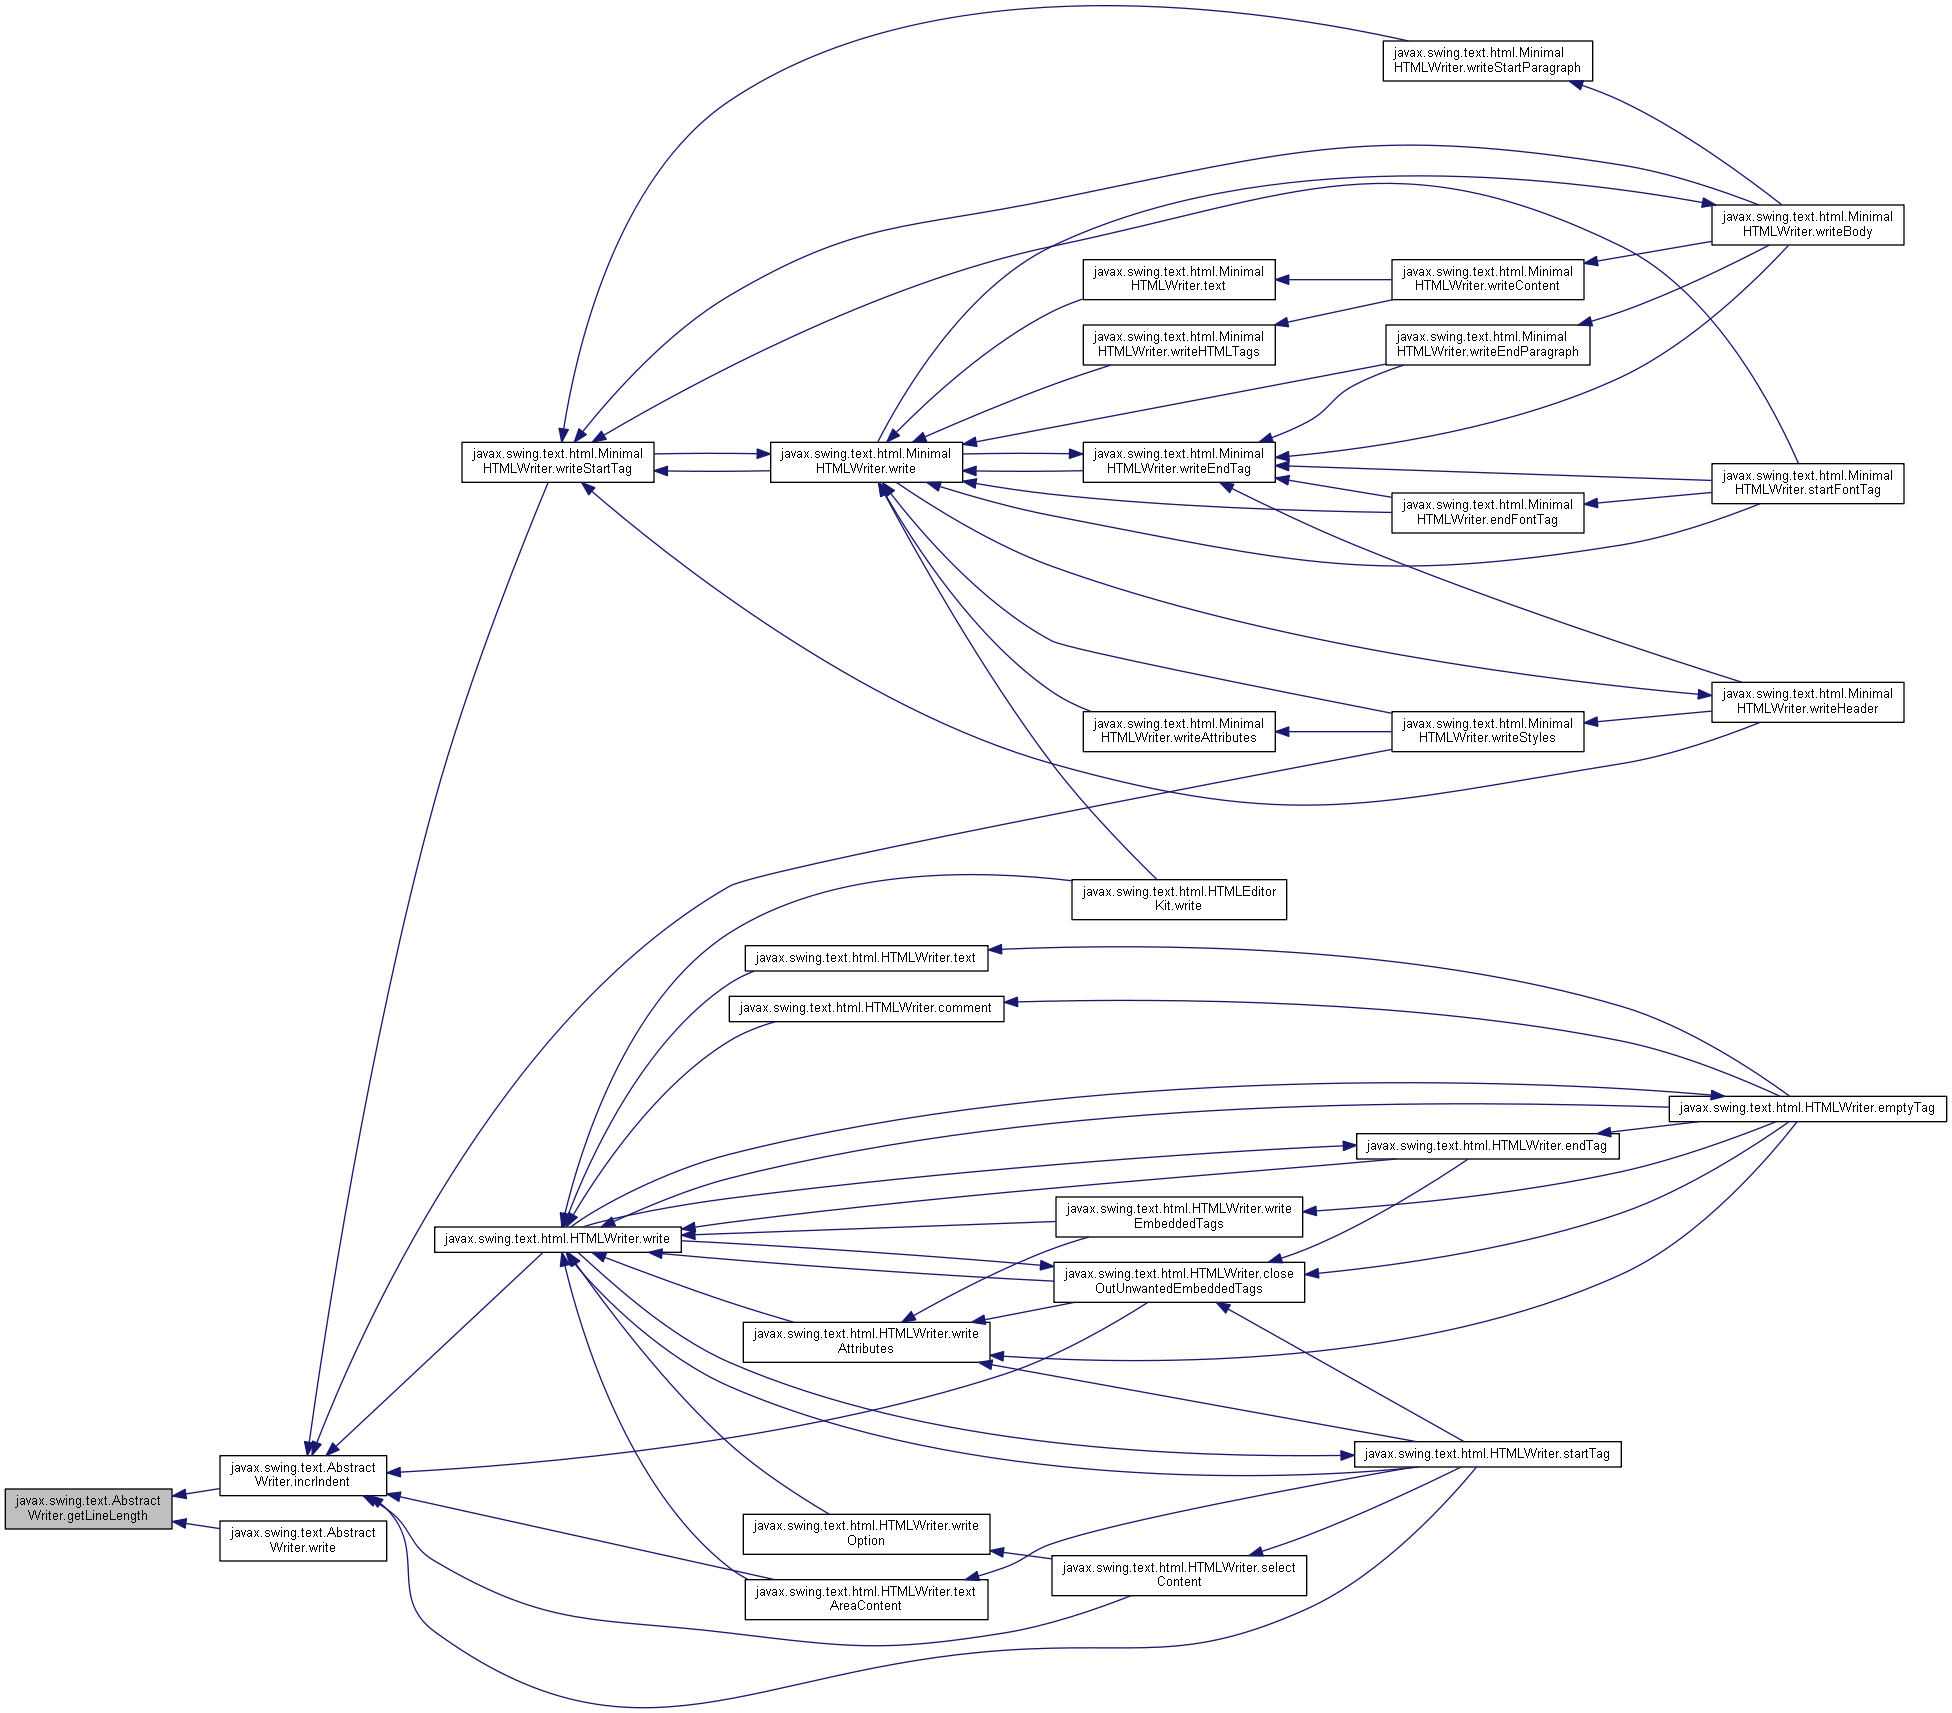 javax.swing.text.html.Minimal
HTMLWriter.writeStartParagraph
javax.swing.text.html.Minimal
HTMLWriter.writeBody
javax.swing.text.html.Minimal
HTMLWriter.text
javax.swing.text.html.Minimal
HTMLWriter.writeContent
javax.swing.text.html.Minimal
HTMLWriter.writeHTMLTags
javax.swing.text.html.Minimal
HTMLWriter.writeEndParagraph
javax.swing.text.html.Minimal
HTMLWriter.writeStartTag
javax.swing.text.html.Minimal
HTMLWriter.write
javax.swing.text.html.Minimal
HTMLWriter.writeEndTag
javax.swing.text.html.Minimal
HTMLWriter.startFontTag
javax.swing.text.html.Minimal
HTMLWriter.endFontTag
javax.swing.text.html.Minimal
HTMLWriter.writeHeader
javax.swing.text.html.Minimal
HTMLWriter.writeAttributes
javax.swing.text.html.Minimal
HTMLWriter.writeStyles
javax.swing.text.html.HTMLEditor
Kit.write
javax.swing.text.html.HTMLWriter.text
javax.swing.text.html.HTMLWriter.comment
javax.swing.text.html.HTMLWriter.emptyTag
javax.swing.text.html.HTMLWriter.endTag
javax.swing.text.html.HTMLWriter.write
EmbeddedTags
javax.swing.text.html.HTMLWriter.write
javax.swing.text.html.HTMLWriter.close
OutUnwantedEmbeddedTags
javax.swing.text.html.HTMLWriter.write
Attributes
javax.swing.text.html.HTMLWriter.startTag
javax.swing.text.Abstract
Writer.incrIndent
javax.swing.text.Abstract
Writer.getLineLength
javax.swing.text.Abstract
Writer.write
javax.swing.text.html.HTMLWriter.write
Option
javax.swing.text.html.HTMLWriter.select
Content
javax.swing.text.html.HTMLWriter.text
AreaContent